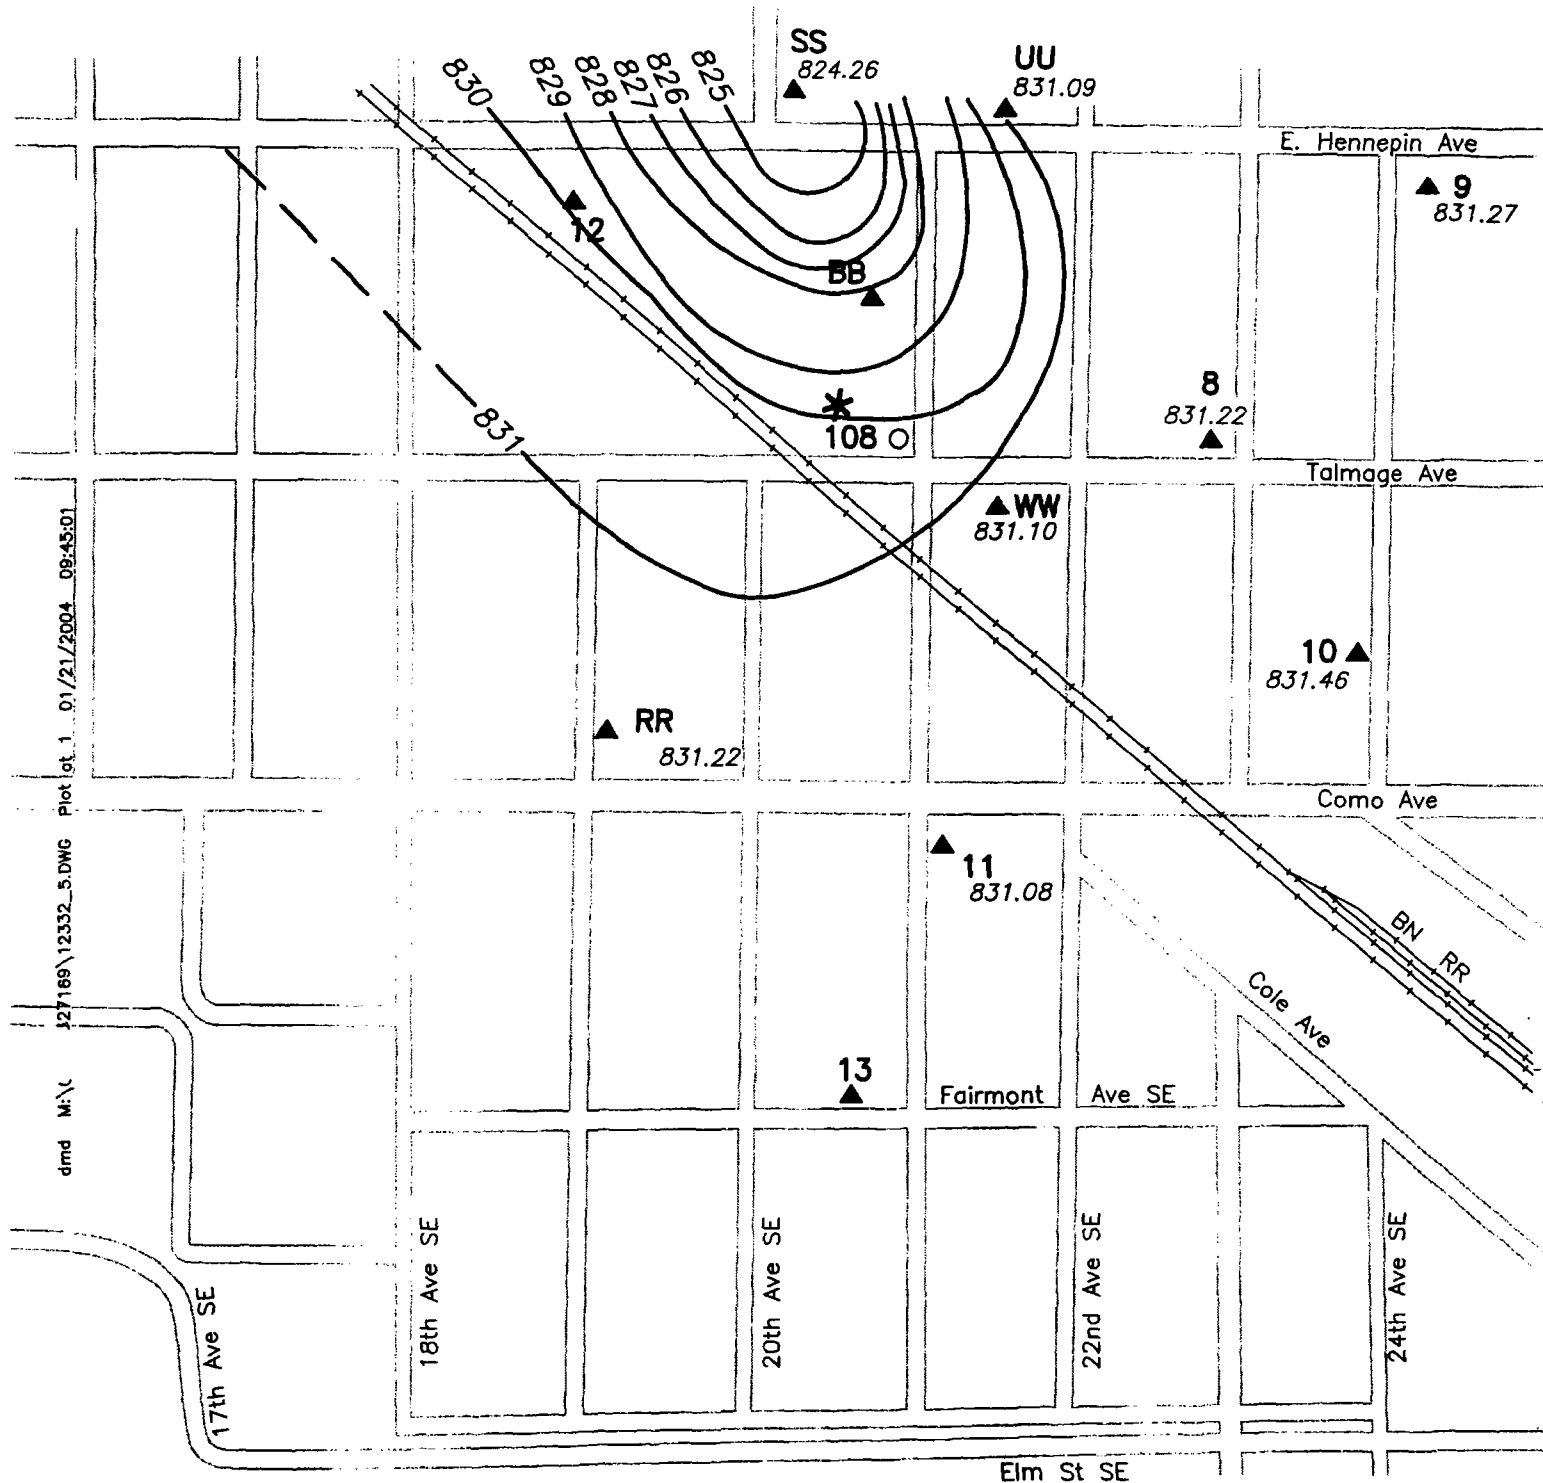 SS
824.26
UU
831.09
830
829
828
827
826
825
E. Hennepin Ave
9
831.27
12
BB
8
831.22
831
108
Talmage Ave
WW
831.10
10
831.46
RR
831.22
Como Ave
11
831.08
BN RR
Cole Ave
13
Fairmont Ave SE
17th Ave SE
18th Ave SE
20th Ave SE
22nd Ave SE
24th Ave SE
Elm St SE
dmd M:\ 327189\12332_5.DWG Plot at 1 01/21/2004 09:45:01